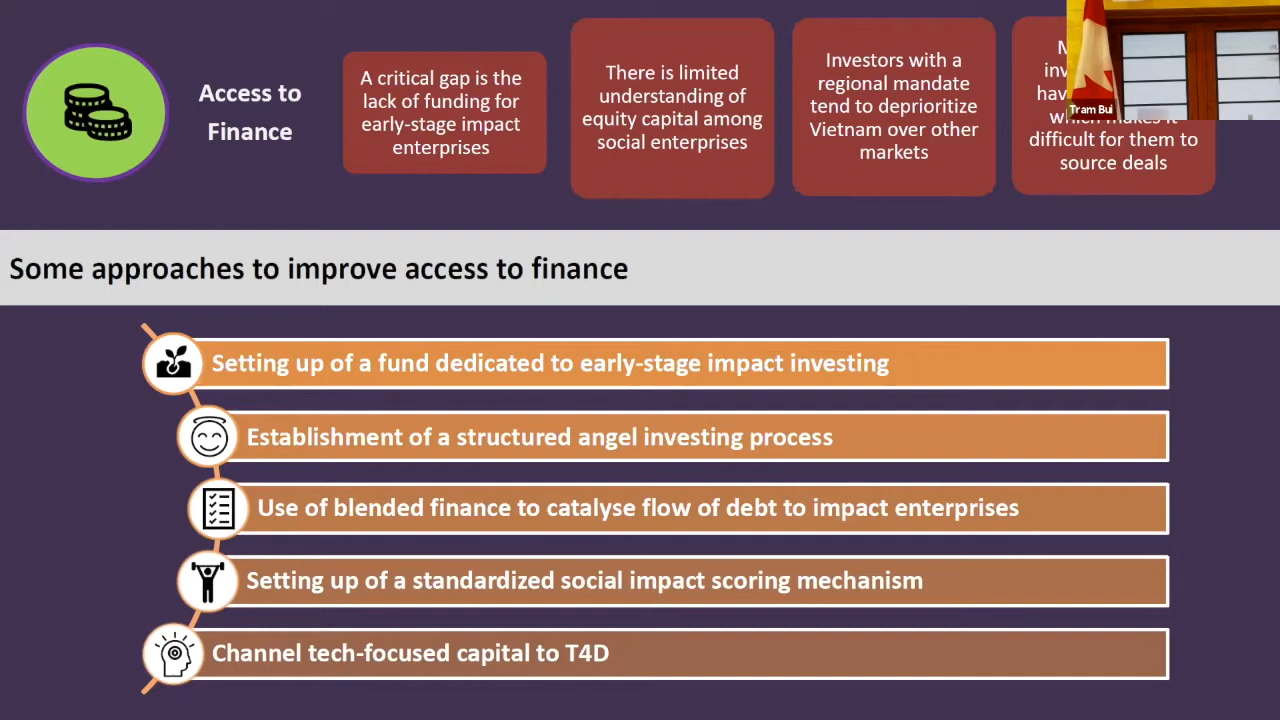 Access to
Finance
A critical gap is the
lack of funding for
early-stage impact
enterprises
There is limited
understanding of
equity capital among
social enterprises
Investors with a
regional mandate
tend to deprioritize
Vietnam over other
markets
difficult for them to
source deals
Tram Bui
Some approaches to improve access to finance
Setting up of a fund dedicated to early-stage impact investing
Establishment of a structured angel investing process
Use of blended finance to catalyse flow of debt to impact enterprises
Setting up of a standardized social impact scoring mechanism
Channel tech-focused capital to T4D